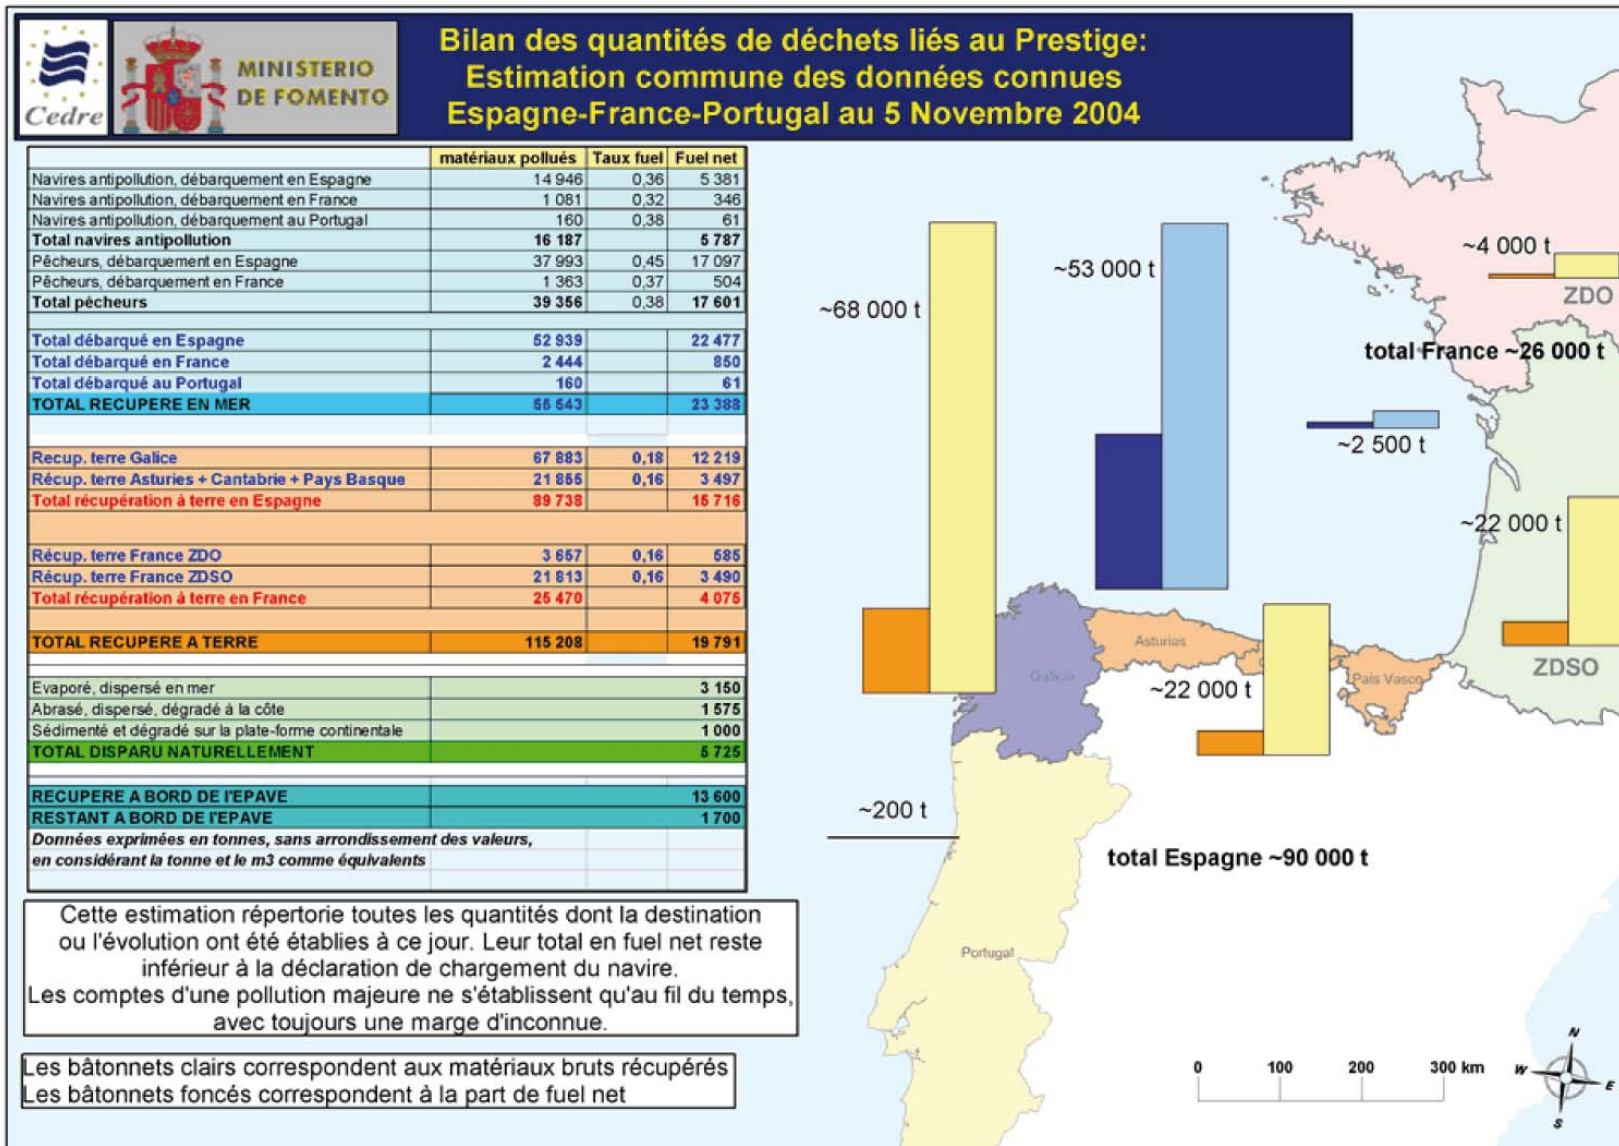 Cedre
MINISTERIO
DE FOMENTO
Bilan des quantités de déchets liés au Prestige:
Estimation commune des données connues
Espagne-France-Portugal au 5 Novembre 2004
matériaux pollués Taux fuel Fuel net
Navires antipollution, débarquement en Espagne 14 946 0,36 5 381
Navires antipollution, débarquement en France 1 081 0,32 346
Navires antipollution, débarquement au Portugal 160 0,38 61
Total navires antipollution 16 187 5 787
Pêcheurs, débarquement en Espagne 37 993 0,45 17 097
Pêcheurs, débarquement en France 1 363 0,37 504
Total pêcheurs 39 356 0,38 17 601
Total débarqué en Espagne 52 939 22 477
Total débarqué en France 2 444 850
Total débarqué au Portugal 160 61
TOTAL RECUPERE EN MER 55 543 23 388
Recup. terre Galice 67 883 0,18 12 219
Récup. terre Asturies + Cantabrie + Pays Basque 21 855 0,16 3 497
Total récupération à terre en Espagne 89 738 15 716
Récup. terre France ZDO 3 657 0,16 585
Récup. terre France ZDSO 21 813 0,16 3 490
Total récupération à terre en France 25 470 4 075
TOTAL RECUPERE A TERRE 115 208 19 791
Evaporé, dispersé en mer 3 150
Abrasé, dispersé, dégradé à la côte 1 575
Sédimenté et dégradé sur la plate-forme continentale 1 000
TOTAL DISPARU NATURELLEMENT 5 725
RECUPERE A BORD DE l'EPAVE 13 600
RESTANT A BORD DE l'EPAVE 1 700
Données exprimées en tonnes, sans arrondissement des valeurs,
en considérant la tonne et le m3 comme équivalents
Cette estimation répertorie toutes les quantités dont la destination
ou l'évolution ont été établies à ce jour. Leur total en fuel net reste
inférieur à la déclaration de chargement du navire.
Les comptes d'une pollution majeure ne s'établissent qu'au fil du temps,
avec toujours une marge d'inconnue.
Les bâtonnets clairs correspondent aux matériaux bruts récupérés
Les bâtonnets foncés correspondent à la part de fuel net
~4 000 t
~53 000 t
ZDO
~68 000 t
total France ~26 000 t
~2 500 t
~22 000 t
Asturias
Galicia
País Vasco
ZDSO
~22 000 t
~200 t
total Espagne ~90 000 t
Portugal
0 100 200 300 km
N
W
E
S